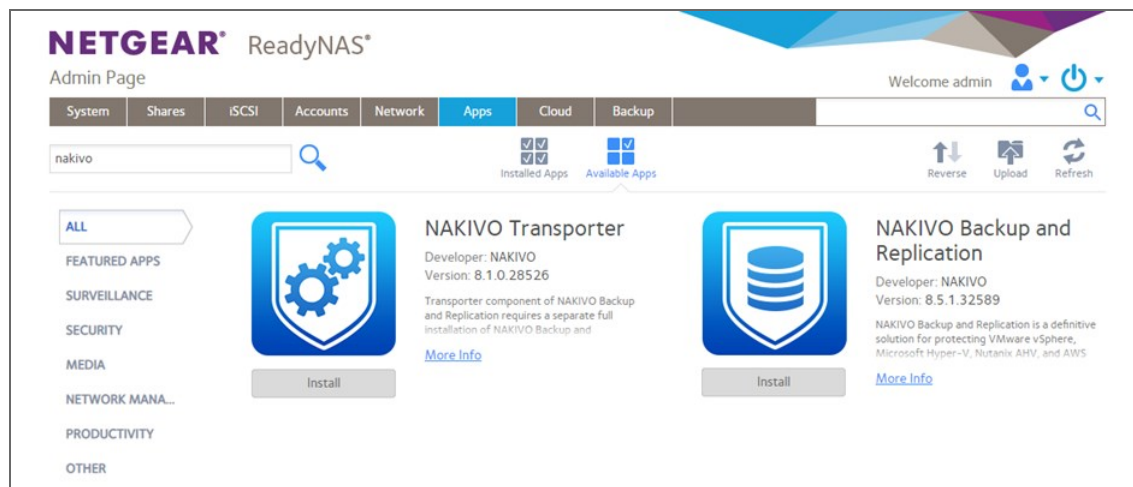 NETGEAR® ReadyNAS®
Admin Page
Welcome admin
System Shares iSCSI Accounts Network Apps Cloud Backup
nakivo
Installed Apps Available Apps
Reverse Upload Refresh
ALL
FEATURED APPS
SURVEILLANCE
SECURITY
MEDIA
NETWORK MANA...
PRODUCTIVITY
OTHER
NAKIVO Transporter
Developer: NAKIVO
Version: 8.1.0.28526
Transporter component of NAKIVO Backup
and Replication requires a separate full
installation of NAKIVO Backup and
More Info
Install
NAKIVO Backup and
Replication
Developer: NAKIVO
Version: 8.5.1.32589
NAKIVO Backup and Replication is a definitive
solution for protecting VMware vSphere,
Microsoft Hyper-V, Nutanix AHV, and AWS
More Info
Install